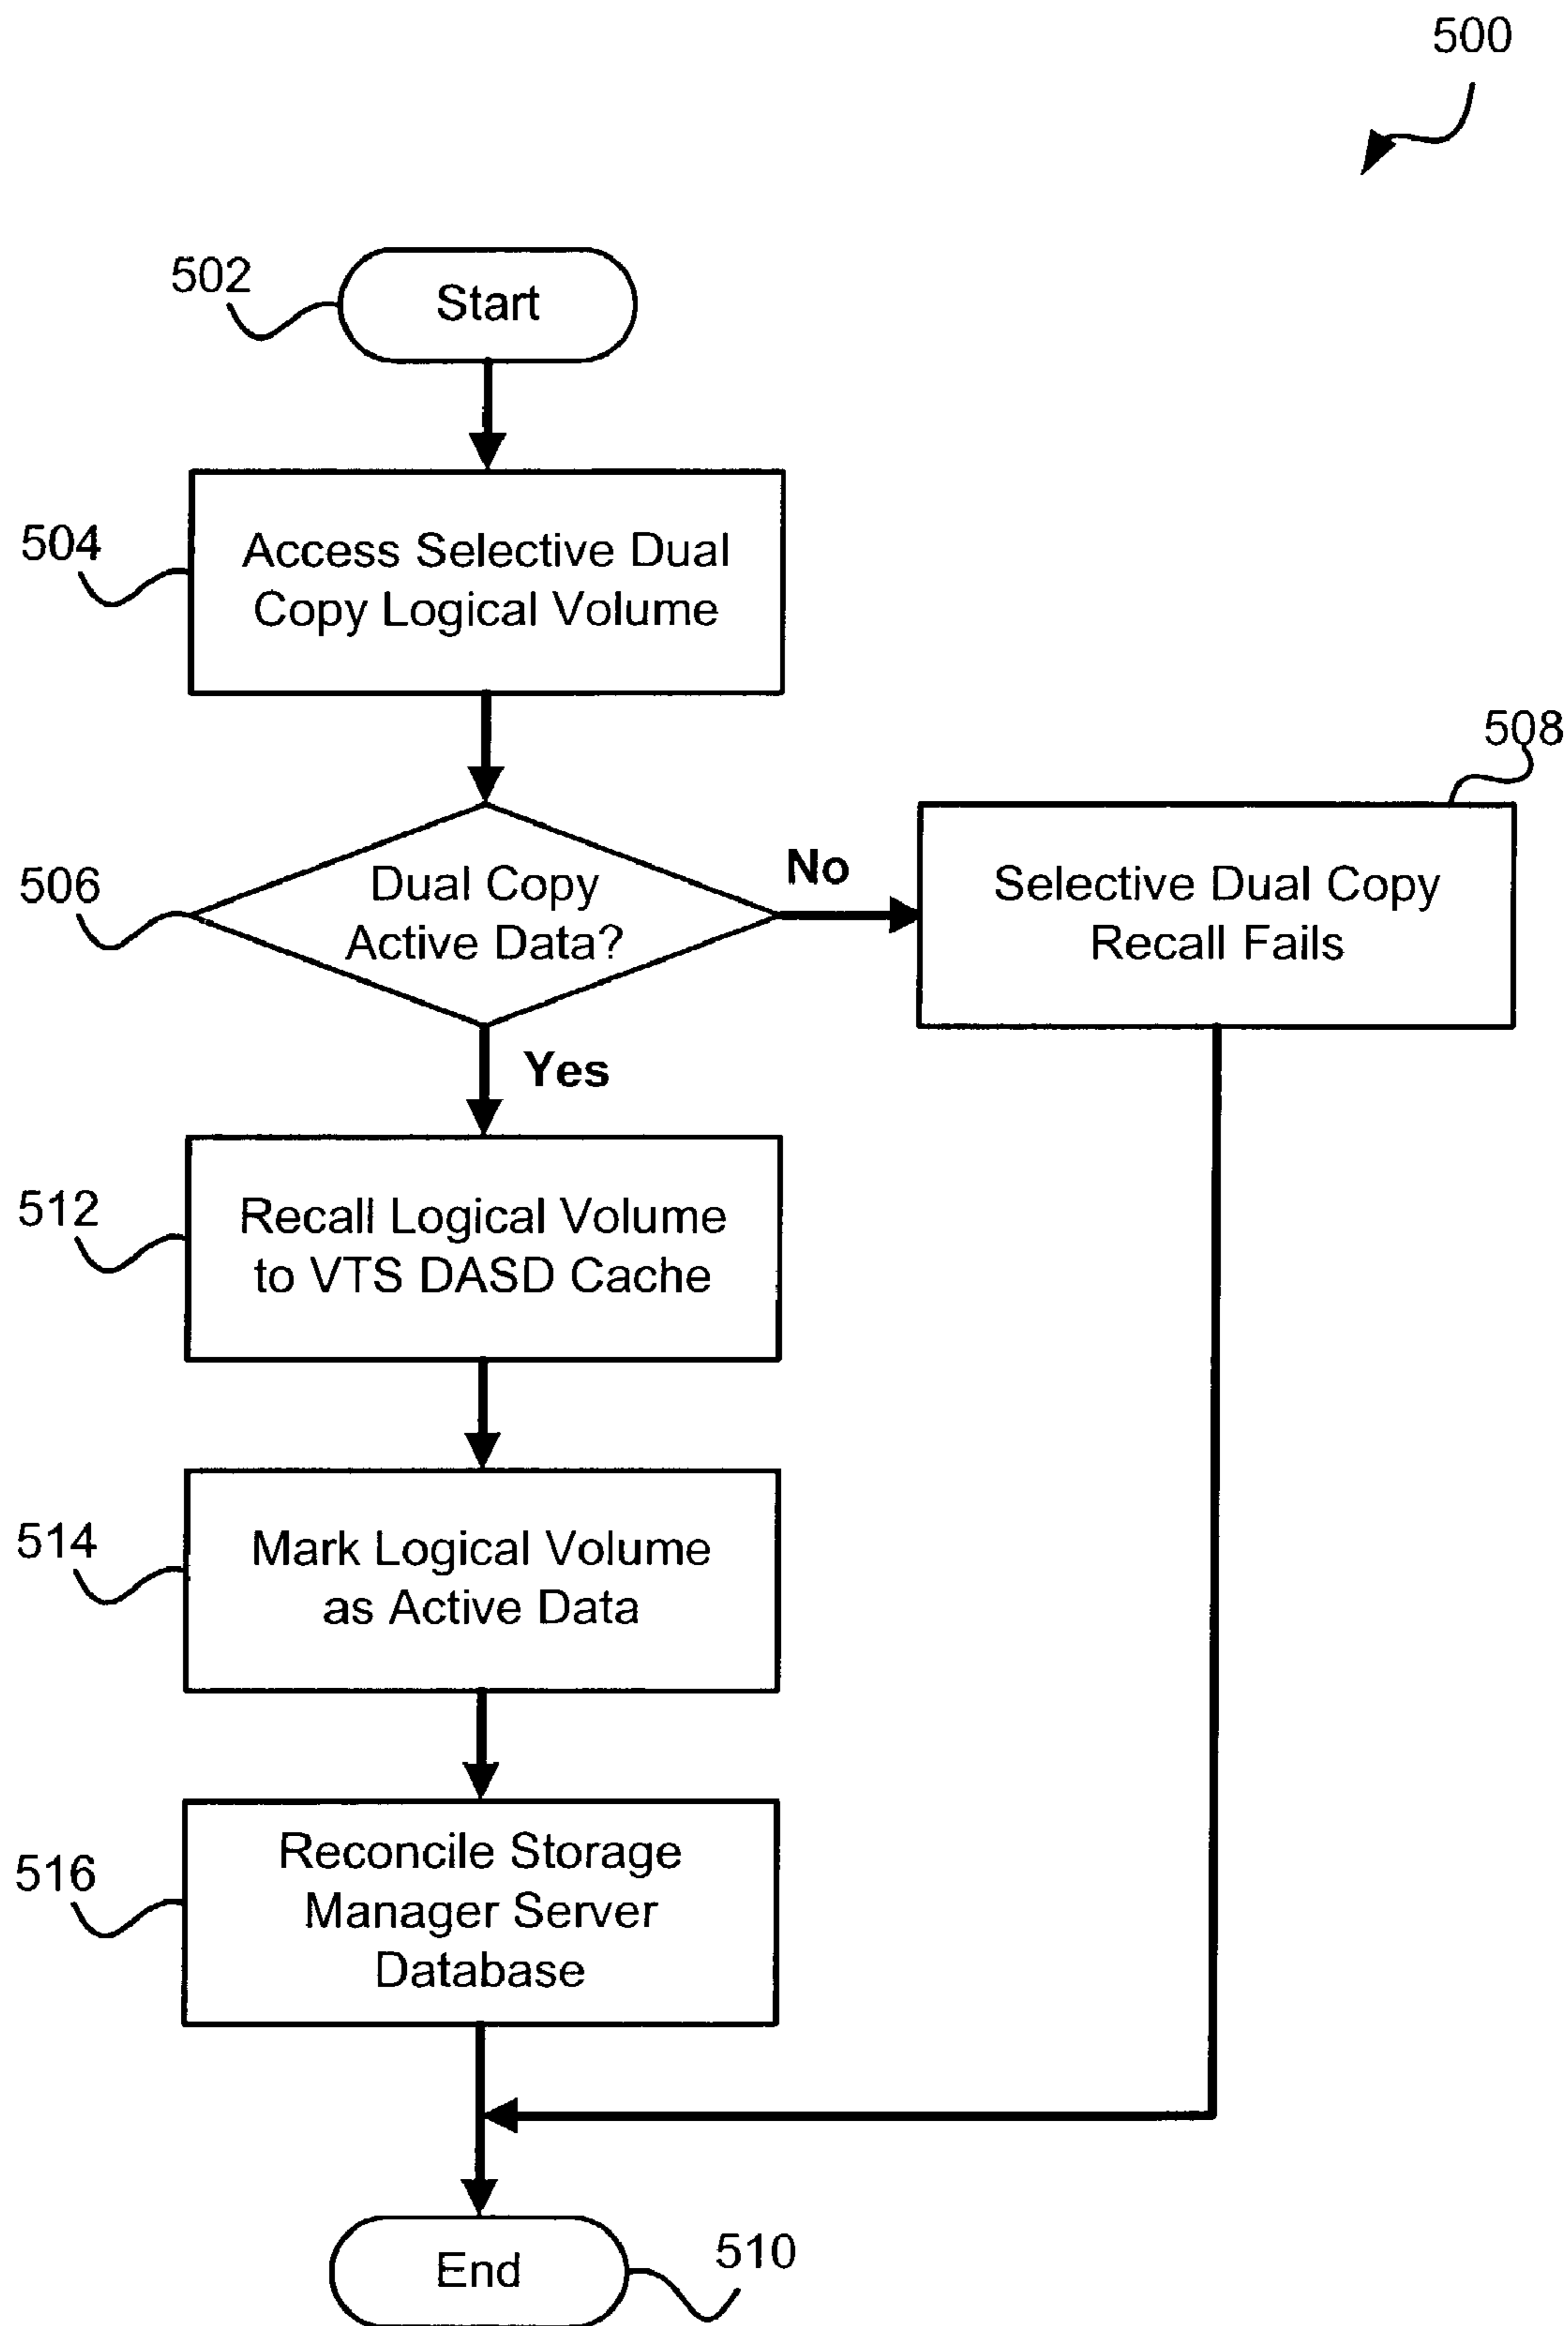 500
502
Start
504
Access Selective Dual
Copy Logical Volume
508
506
Dual Copy
Active Data?
No
Selective Dual Copy
Recall Fails
Yes
512
Recall Logical Volume
to VTS DASD Cache
514
Mark Logical Volume
as Active Data
516
Reconcile Storage
Manager Server
Database
End
510